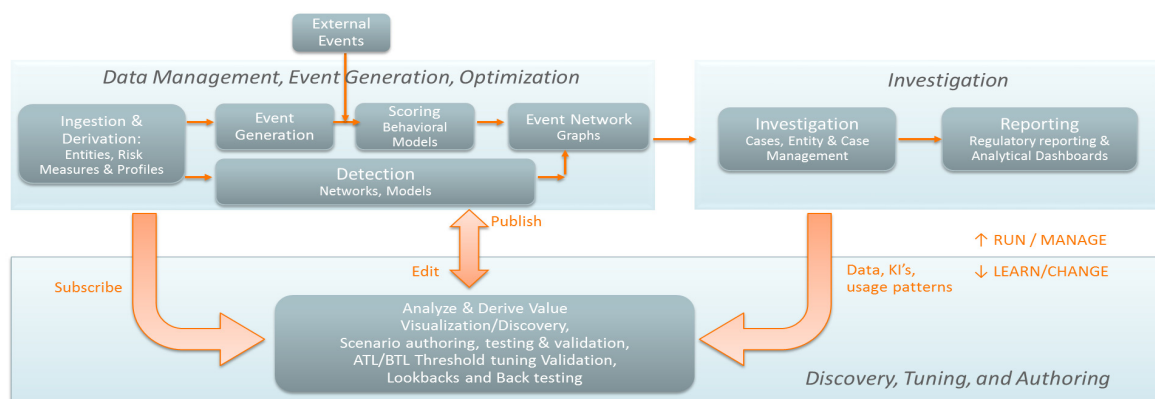 External
Events
Data Management, Event Generation, Optimization
Ingestion &
Derivation:
Entities, Risk
Measures & Profiles
Event
Generation
Scoring
Behavioral
Models
Event Network
Graphs
Detection
Networks, Models
Investigation
Investigation
Cases, Entity & Case
Management
Reporting
Regulatory reporting &
Analytical Dashboards
Subscribe
Publish
Edit
Data, KI's,
usage patterns
↑ RUN / MANAGE
↓ LEARN/CHANGE
Analyze & Derive Value
Visualization/Discovery,
Scenario authoring, testing & validation,
ATL/BTL Threshold tuning Validation,
Lookbacks and Back testing
Discovery, Tuning, and Authoring